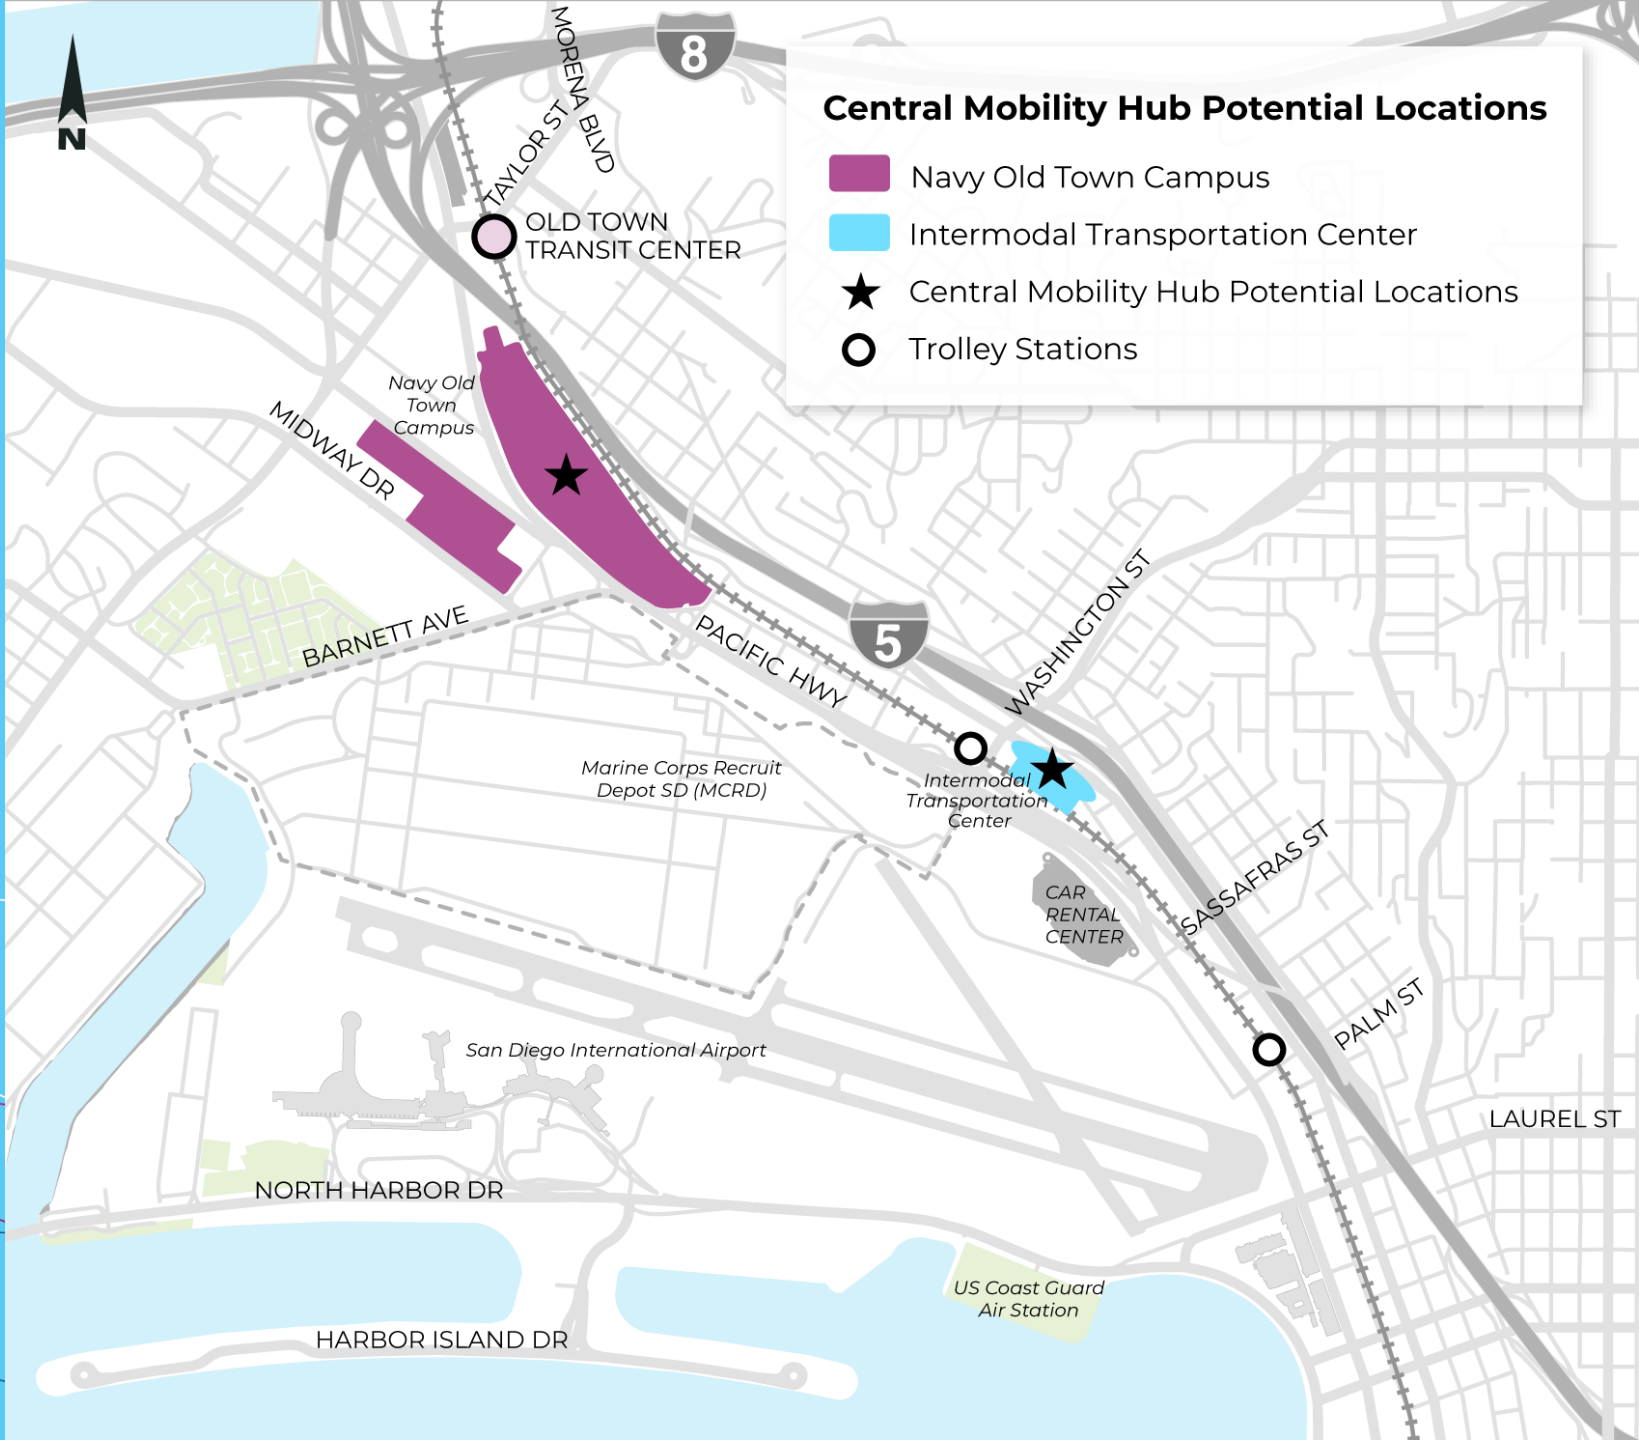 8
N
MORENA BLVD
TAYLOR ST
Central Mobility Hub Potential Locations
Navy Old Town Campus
Intermodal Transportation Center
Central Mobility Hub Potential Locations
Trolley Stations
OLD TOWN
TRANSIT CENTER
Navy Old
Town
Campus
MIDWAY DR
BARNETT AVE
PACIFIC HWY
5
WASHINGTON ST
Marine Corps Recruit
Depot SD (MCRD)
Intermodal
Transportation
Center
SASSAFRAS ST
CAR
RENTAL
CENTER
PALM ST
San Diego International Airport
LAUREL ST
NORTH HARBOR DR
US Coast Guard
Air Station
HARBOR ISLAND DR